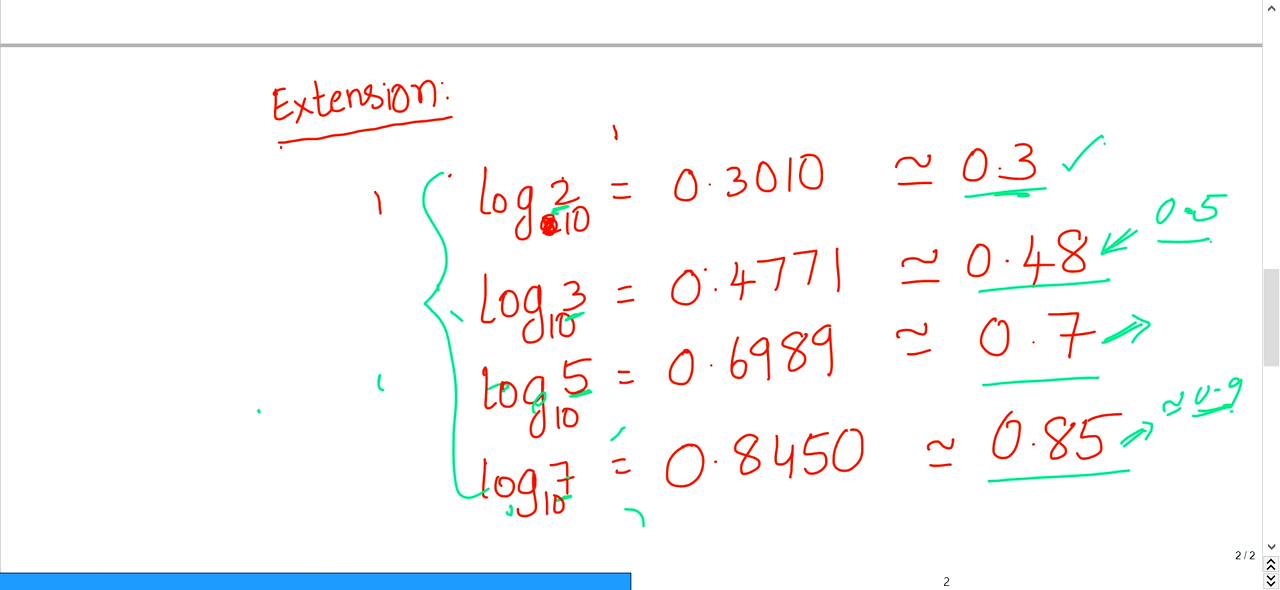 Extension:
log₁₀2 = 0.3010 ≃ 0.3 ✓
0.5
log₁₀3 = 0.4771 ≃ 0.48
log₁₀5 = 0.6989 ≃ 0.7
≃ 0.9
log₁₀7 = 0.8450 ≃ 0.85
2 / 2
2